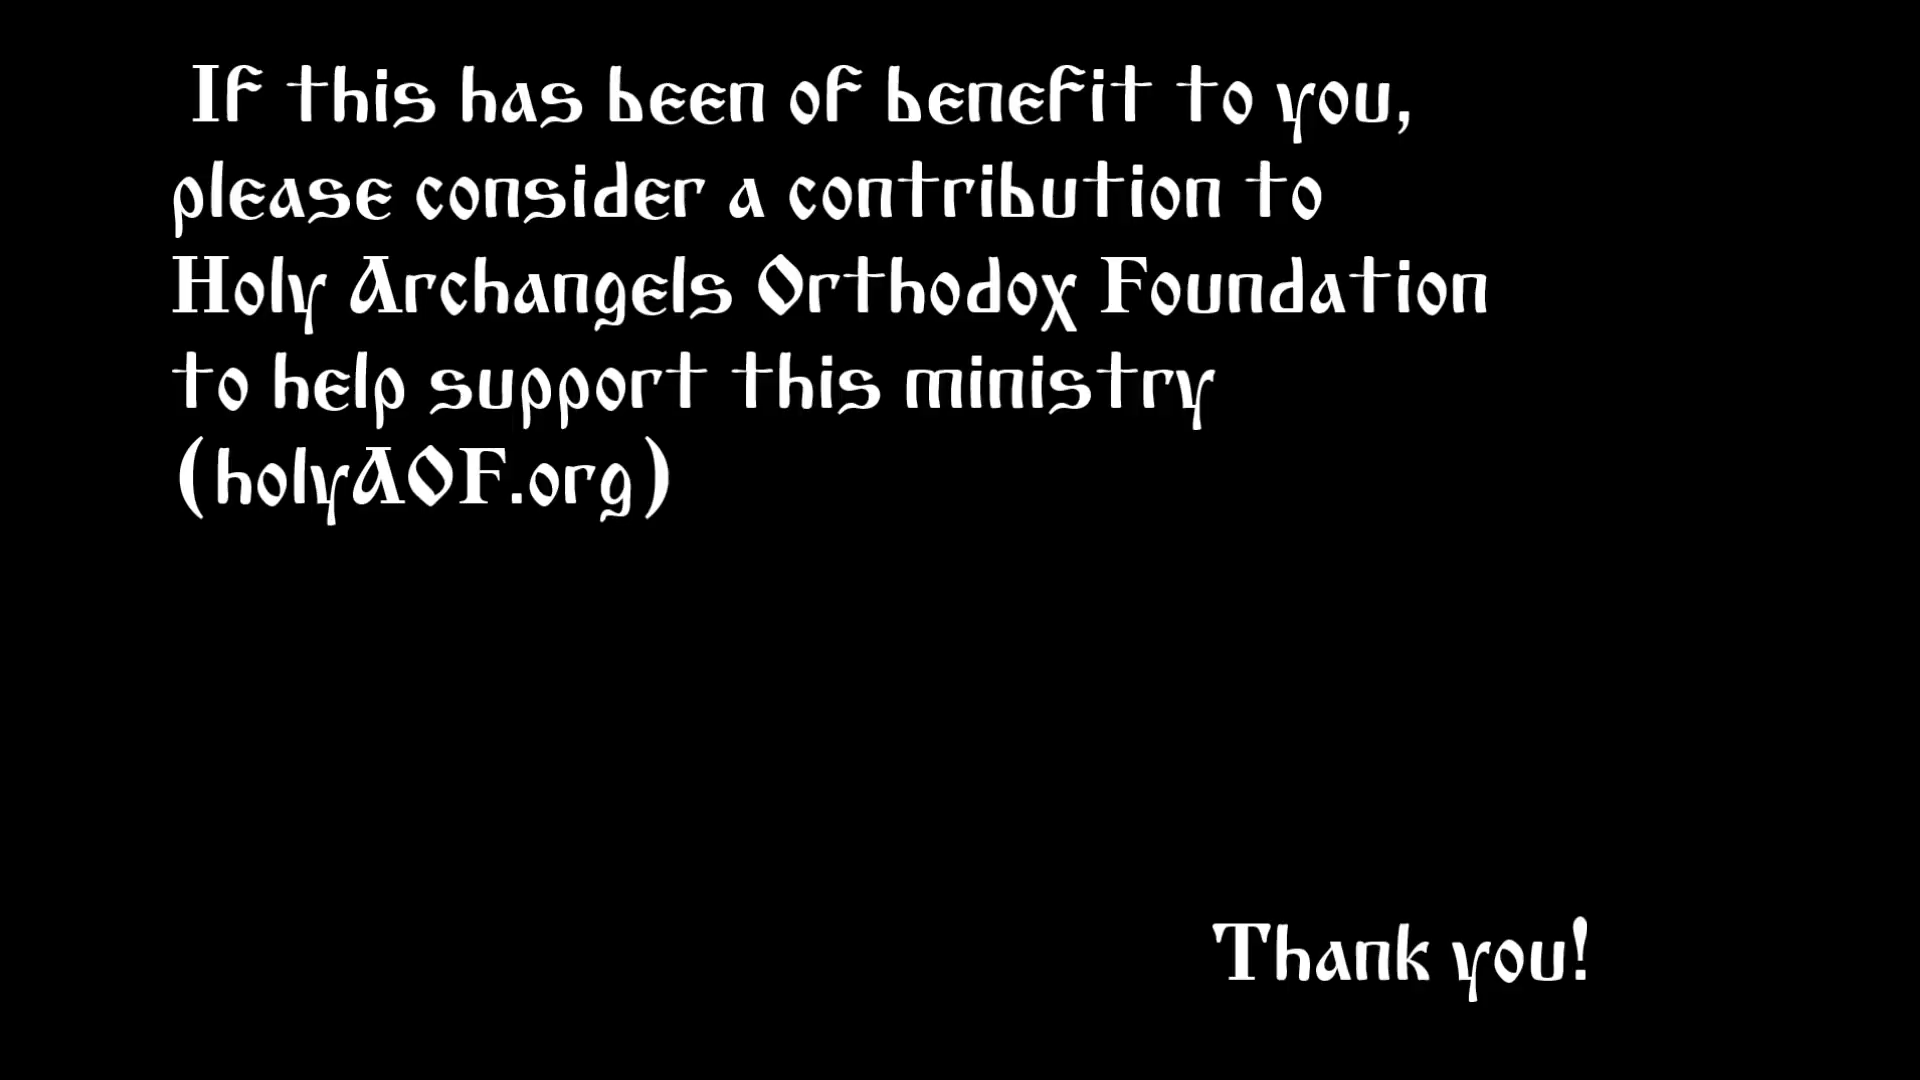 If this has been of benefit to you,
please consider a contribution to
Holy Archangels Orthodox Foundation
to help support this ministry
(holyAOF.org)
Thank you!